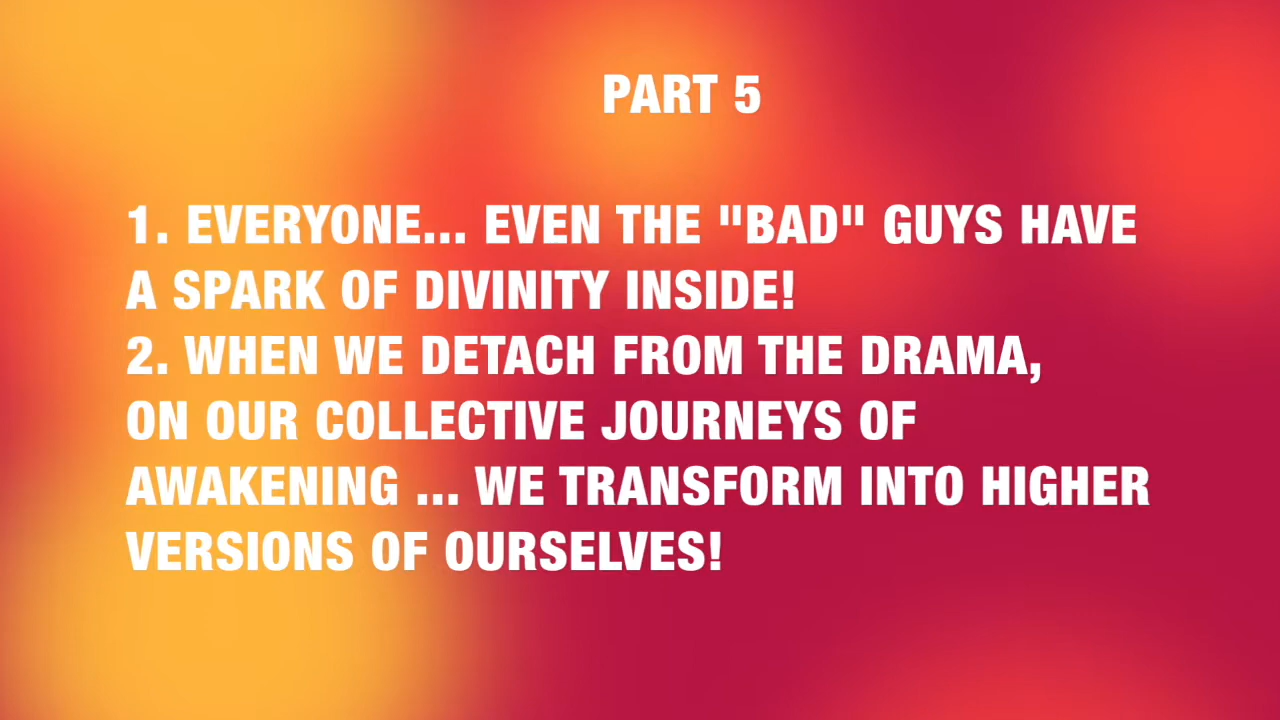 PART 5
1. EVERYONE... EVEN THE "BAD" GUYS HAVE
A SPARK OF DIVINITY INSIDE!
2. WHEN WE DETACH FROM THE DRAMA,
ON OUR COLLECTIVE JOURNEYS OF
AWAKENING ... WE TRANSFORM INTO HIGHER
VERSIONS OF OURSELVES!